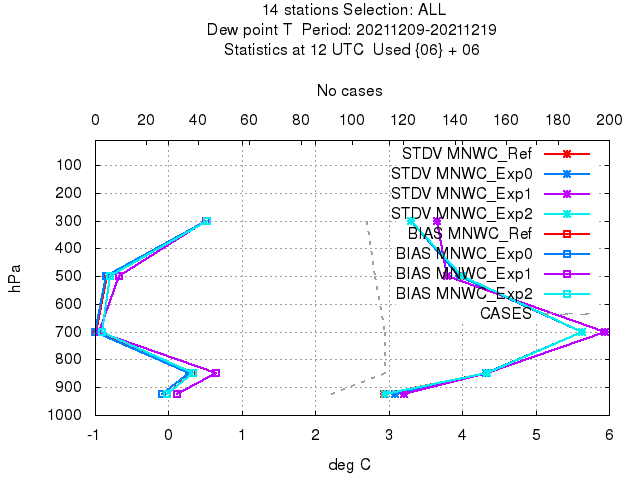 14 stations Selection: ALL
Dew point T  Period: 20211209-20211219
Statistics at 12 UTC  Used {06} + 06
No cases
0 20 40 60 80 100 120 140 160 180 200
STDV MNWC_Ref
STDV MNWC_Exp0
STDV MNWC_Exp1
STDV MNWC_Exp2
BIAS MNWC_Ref
BIAS MNWC_Exp0
BIAS MNWC_Exp1
BIAS MNWC_Exp2
CASES
hPa
100
200
300
400
500
600
700
800
900
1000
-1 0 1 2 3 4 5 6
deg C